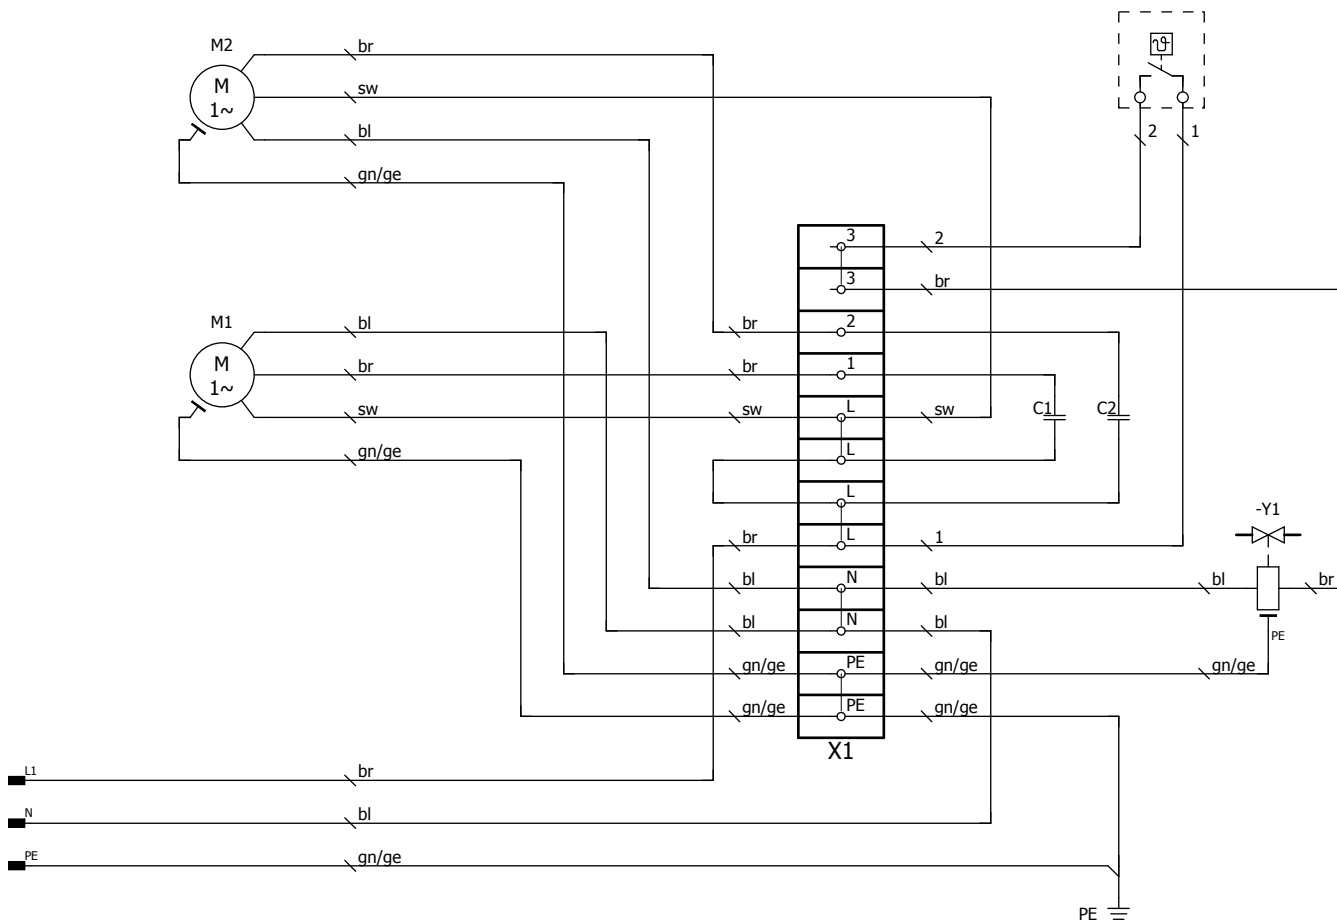 M2
br
M
1~
sw
bl
gn/ge
ϑ
2 1
3 2
3 br
M1
bl br 2
M
1~
br br 1
sw sw L sw C1 C2
gn/ge L
L
-Y1
br L 1
bl N bl bl br
bl N bl PE
gn/ge PE gn/ge gn/ge
gn/ge PE gn/ge
X1
L1 br
N bl
PE gn/ge
PE